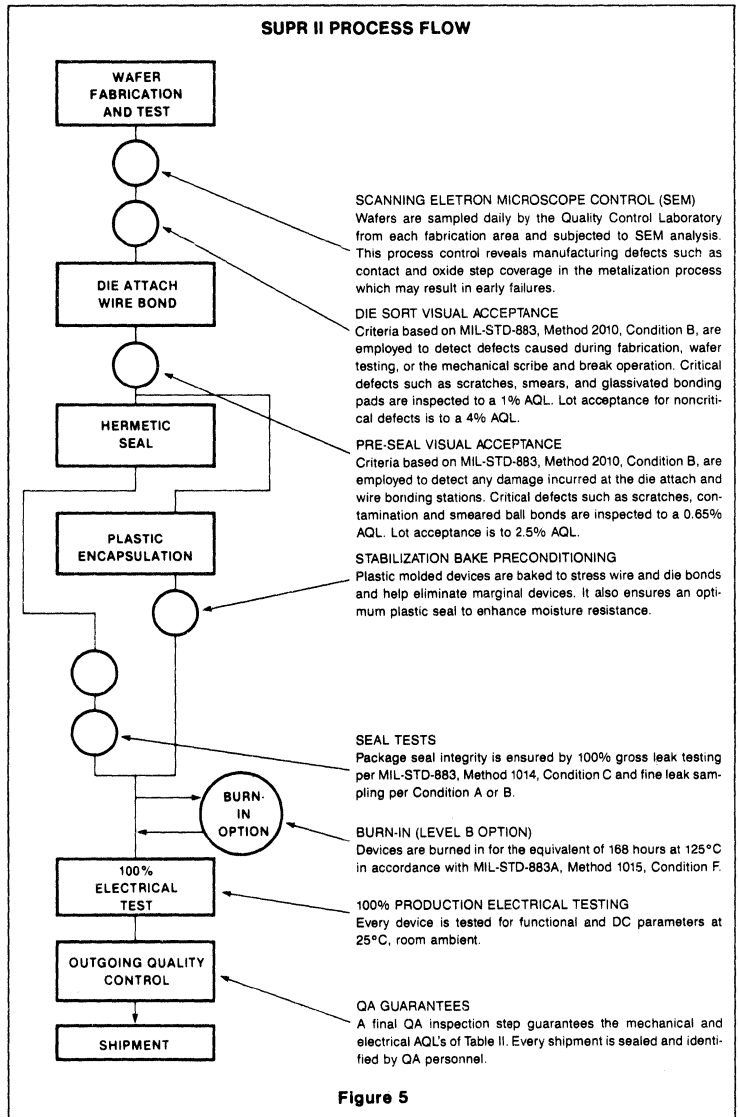 SUPR II PROCESS FLOW
WAFER
FABRICATION
AND TEST
SCANNING ELETRON MICROSCOPE CONTROL (SEM)
Wafers are sampled daily by the Quality Control Laboratory
from each fabrication area and subjected to SEM analysis.
This process control reveals manufacturing defects such as
contact and oxide step coverage in the metalization process
which may result in early failures.
DIE ATTACH
WIRE BOND
DIE SORT VISUAL ACCEPTANCE
Criteria based on MIL-STD-883, Method 2010, Condition B, are
employed to detect defects caused during fabrication, wafer
testing, or the mechanical scribe and break operation. Critical
defects such as scratches, smears, and glassivated bonding
pads are inspected to a 1% AQL. Lot acceptance for noncriti-
cal defects is to a 4% AQL.
HERMETIC
SEAL
PRE-SEAL VISUAL ACCEPTANCE
Criteria based on MIL-STD-883, Method 2010, Condition B, are
employed to detect any damage incurred at the die attach and
wire bonding stations. Critical defects such as scratches, con-
tamination and smeared ball bonds are inspected to a 0.65%
AQL. Lot acceptance is to 2.5% AQL.
PLASTIC
ENCAPSULATION
STABILIZATION BAKE PRECONDITIONING
Plastic molded devices are baked to stress wire and die bonds
and help eliminate marginal devices. It also ensures an opti-
mum plastic seal to enhance moisture resistance.
SEAL TESTS
Package seal integrity is ensured by 100% gross leak testing
per MIL-STD-883, Method 1014, Condition C and fine leak sam-
pling per Condition A or B.
BURN-
IN
OPTION
BURN-IN (LEVEL B OPTION)
Devices are burned in for the equivalent of 168 hours at 125°C
in accordance with MIL-STD-883A, Method 1015, Condition F.
100%
ELECTRICAL
TEST
100% PRODUCTION ELECTRICAL TESTING
Every device is tested for functional and DC parameters at
25°C, room ambient.
OUTGOING QUALITY
CONTROL
QA GUARANTEES
A final QA inspection step guarantees the mechanical and
electrical AQL's of Table II. Every shipment is sealed and identi-
fied by QA personnel.
SHIPMENT
Figure 5